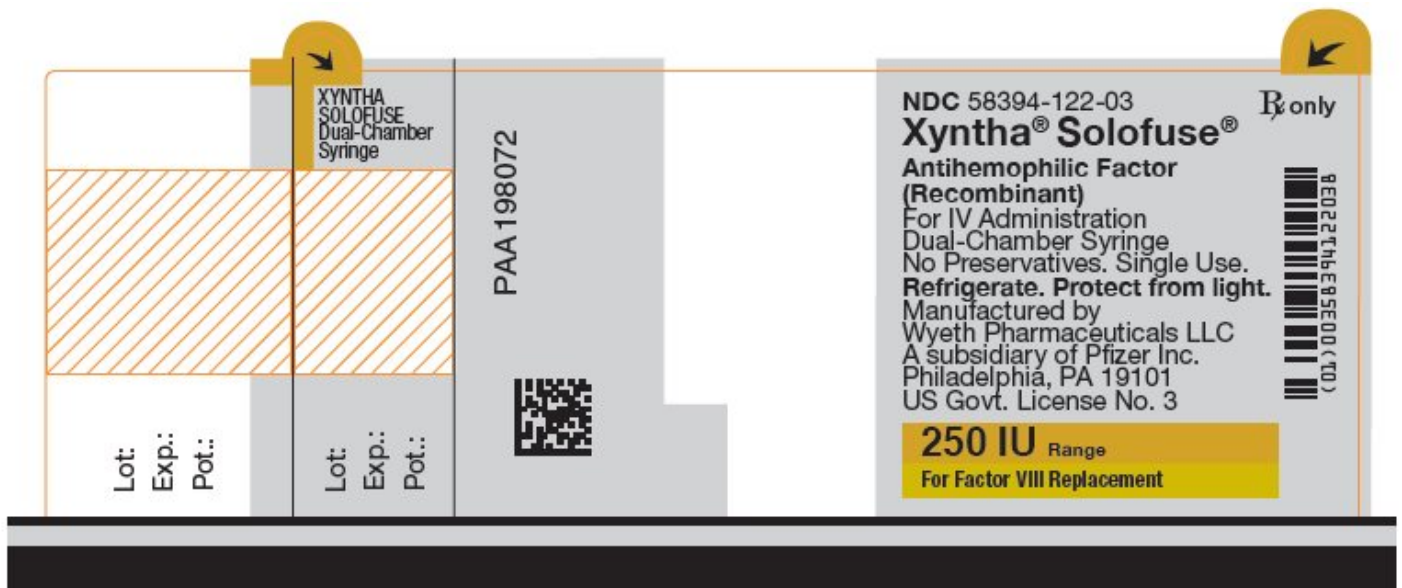 XYNTHA
SOLOFUSE
Dual-Chamber
Syringe
Lot:
Exp.:
Pot.:
Lot:
Exp.:
Pot.:
PAA198072
NDC 58394-122-03
Rx only
Xyntha® Solofuse®
Antihemophilic Factor
(Recombinant)
For IV Administration
Dual-Chamber Syringe
No Preservatives. Single Use.
Refrigerate. Protect from light.
Manufactured by
Wyeth Pharmaceuticals LLC
A subsidiary of Pfizer Inc.
Philadelphia, PA 19101
US Govt. License No. 3
250 IU Range
For Factor VIII Replacement
(01)00358394122038